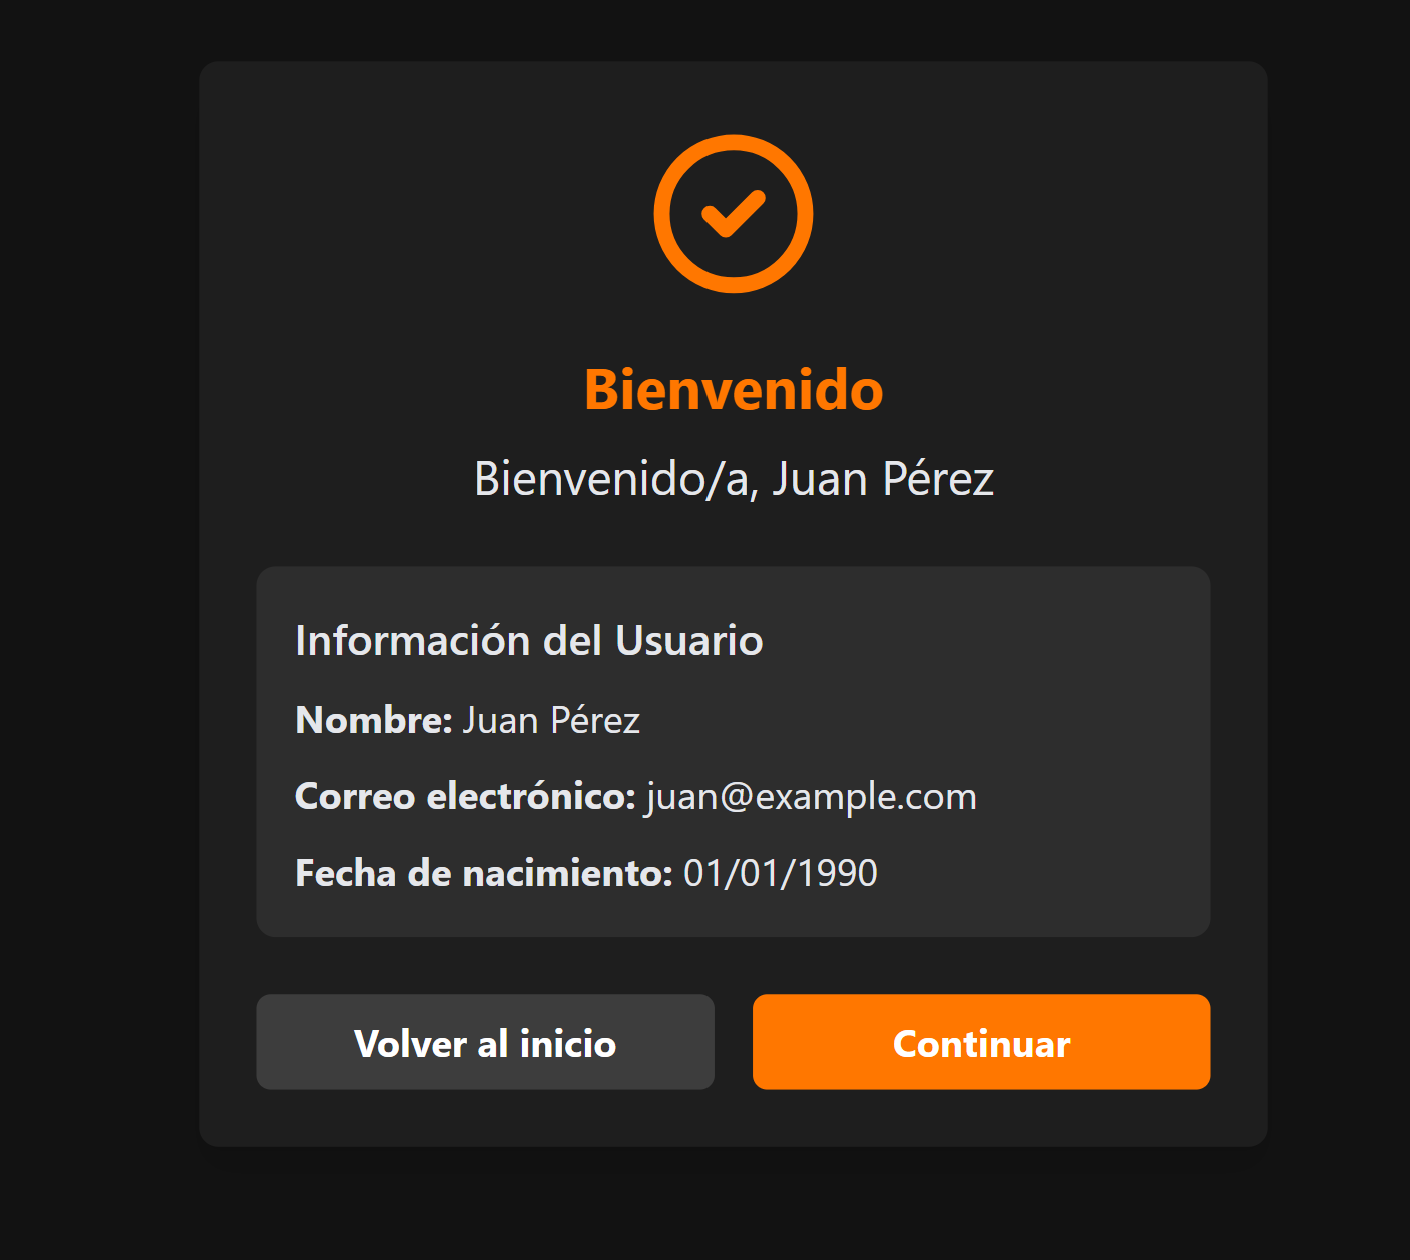 Bienvenido
Bienvenido/a, Juan Pérez
Información del Usuario
Nombre: Juan Pérez
Correo electrónico: juan@example.com
Fecha de nacimiento: 01/01/1990
Volver al inicio
Continuar